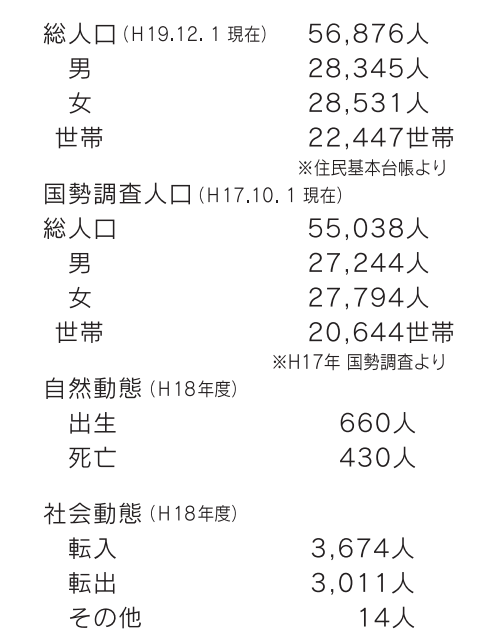 総人口（H19.12. 1 現在） 56,876人
男 28,345人
女 28,531人
世帯 22,447世帯
※住民基本台帳より
国勢調査人口（H17.10. 1 現在）
総人口 55,038人
男 27,244人
女 27,794人
世帯 20,644世帯
※H17年 国勢調査より
自然動態（H18年度）
出生 660人
死亡 430人
社会動態（H18年度）
転入 3,674人
転出 3,011人
その他 14人